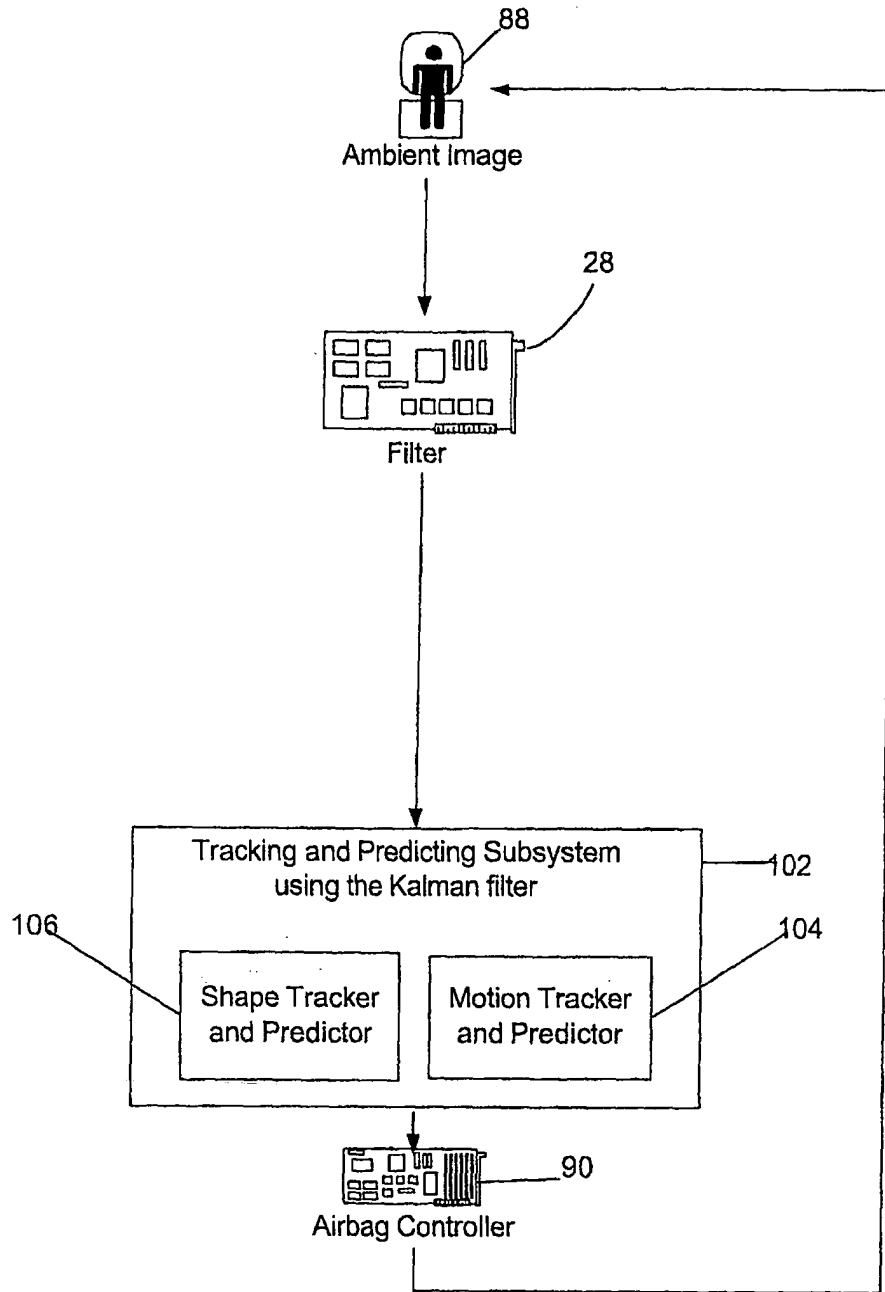 88
Ambient Image
28
Filter
Tracking and Predicting Subsystem
using the Kalman filter
102
106
104
Shape Tracker
and Predictor
Motion Tracker
and Predictor
90
Airbag Controller